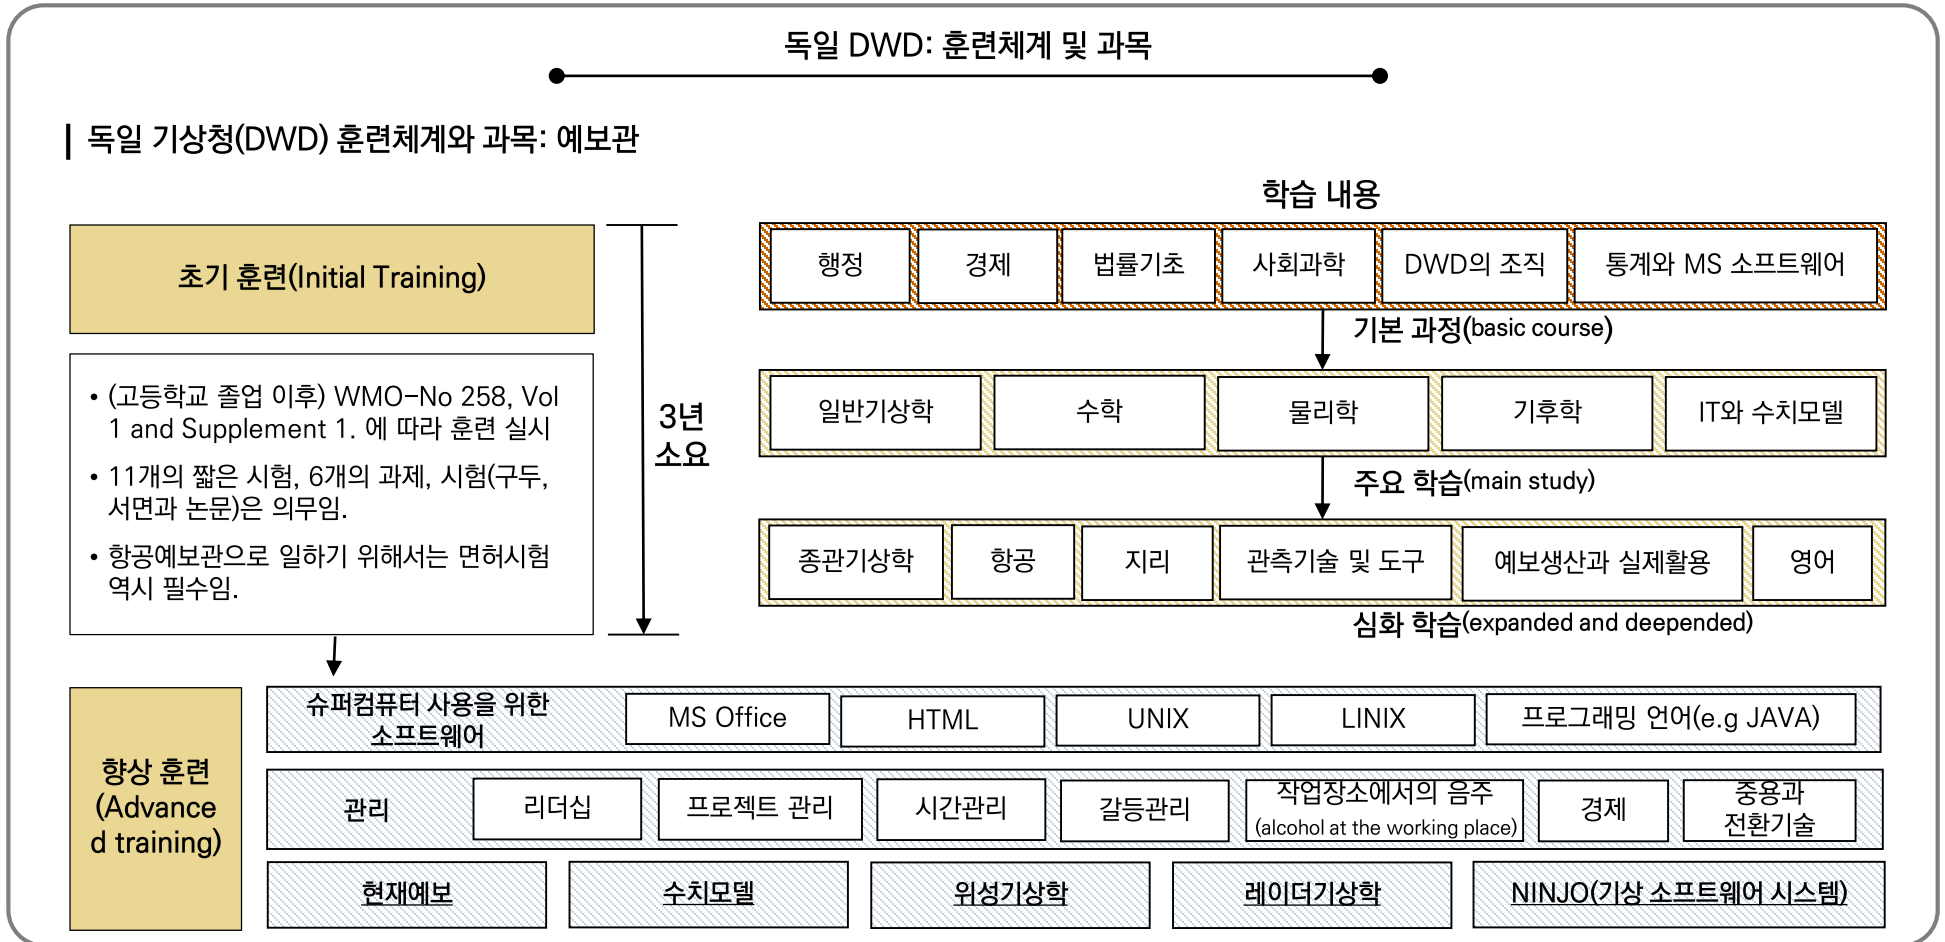 독일 DWD: 훈련체계 및 과목
독일 기상청(DWD) 훈련체계와 과목: 예보관
초기 훈련(Initial Training)
• (고등학교 졸업 이후) WMO-No 258, Vol
1 and Supplement 1. 에 따라 훈련 실시
• 11개의 짧은 시험, 6개의 과제, 시험(구두,
서면과 논문)은 의무임.
• 항공예보관으로 일하기 위해서는 면허시험
역시 필수임.
3년
소요
학습 내용
행정 경제 법률기초 사회과학 DWD의 조직 통계와 MS 소프트웨어
기본 과정(basic course)
일반기상학 수학 물리학 기후학 IT와 수치모델
주요 학습(main study)
종관기상학 항공 지리 관측기술 및 도구 예보생산과 실제활용 영어
심화 학습(expanded and deepended)
향상 훈련
(Advance
d training)
슈퍼컴퓨터 사용을 위한
소프트웨어
MS Office HTML UNIX LINIX 프로그래밍 언어(e.g JAVA)
관리 리더십 프로젝트 관리 시간관리 갈등관리
작업장소에서의 음주
(alcohol at the working place)
경제
중용과
전환기술
현재예보 수치모델 위성기상학 레이더기상학 NINJO(기상 소프트웨어 시스템)